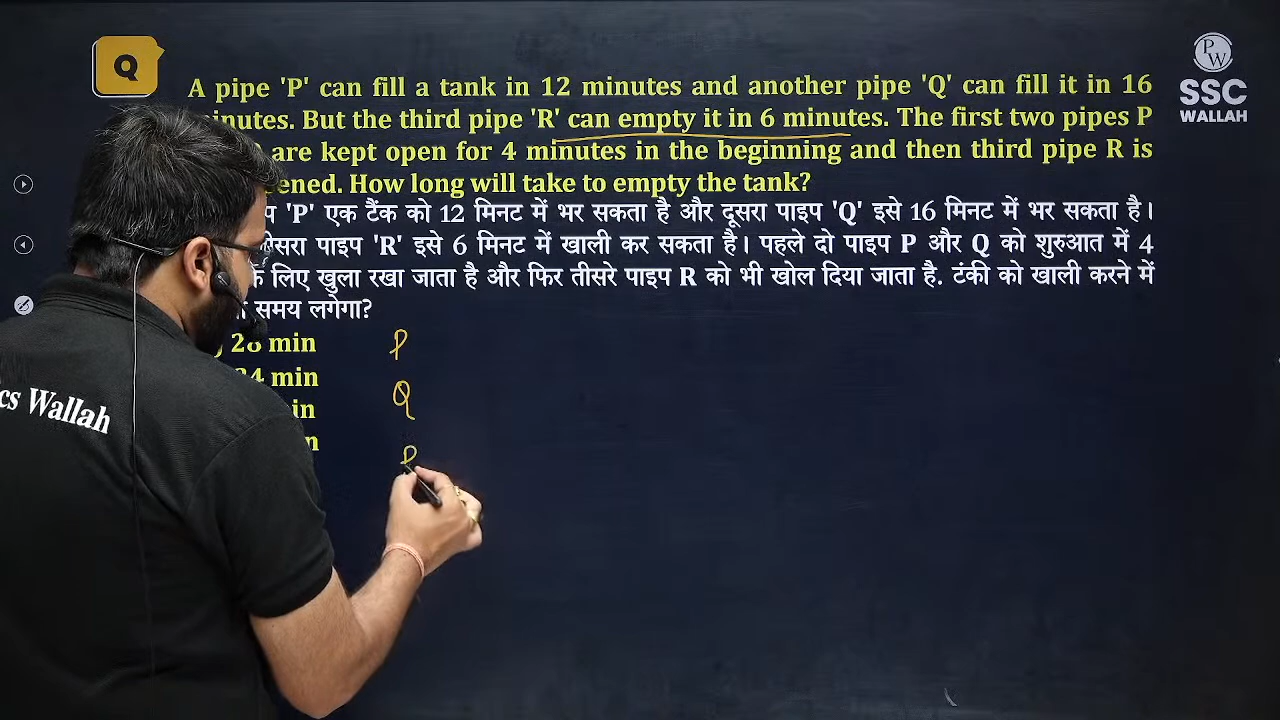 Q
A pipe 'P' can fill a tank in 12 minutes and another pipe 'Q' can fill it in 16
minutes. But the third pipe 'R' can empty it in 6 minutes. The first two pipes P
are kept open for 4 minutes in the beginning and then third pipe R is
How long will take to empty the tank?
'P' एक टैंक को 12 मिनट में भर सकता है और दूसरा पाइप 'Q' इसे 16 मिनट में भर सकता है।
पाइप 'R' इसे 6 मिनट में खाली कर सकता है। पहले दो पाइप P और Q को शुरुआत में 4
के लिए खुला रखा जाता है और फिर तीसरे पाइप R को भी खोल दिया जाता है. टंकी को खाली करने में
समय लगेगा?
min
min
P
Q
PW
SSC
WALLAH
cs Wallah